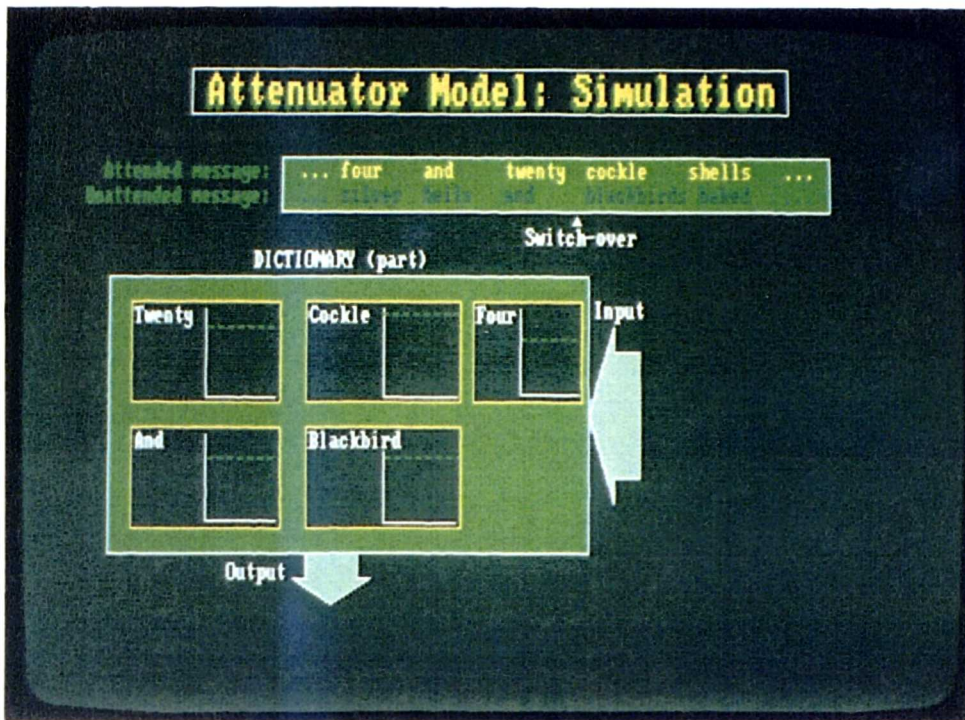 Attenuator Model: Simulation
Attended message: ... four and twenty cockle shells ...
Unattended message: ... silver bells and blackbirds baked ...
Switch-over
DICTIONARY (part)
Twenty Cockle Four Input
And Blackbird
Output